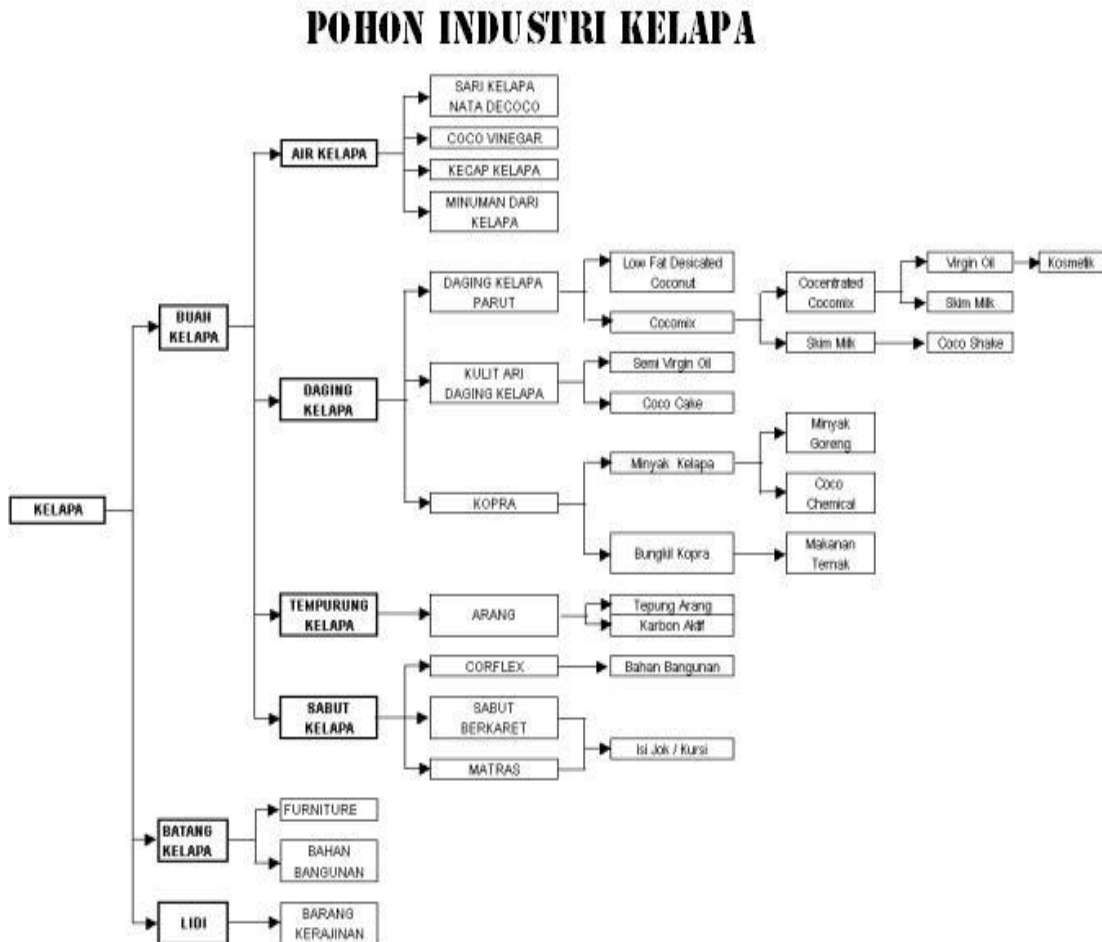 POHON INDUSTRI KELAPA
KELAPA
BUAH
KELAPA
AIR KELAPA
SARI KELAPA
NATA DECOCO
COCO VINEGAR
KECAP KELAPA
MINUMAN DARI
KELAPA
DAGING
KELAPA
DAGING KELAPA
PARUT
Low Fat Desicated
Coconut
Cocomix
Cocentrated
Cocomix
Virgin Oil
Kosmetik
Skim Milk
Skim Milk
Coco Shake
KULIT ARI
DAGING KELAPA
Semi Virgin Oil
Coco Cake
KOPRA
Minyak Kelapa
Minyak
Goreng
Coco
Chemical
Bungkil Kopra
Makanan
Ternak
TEMPURUNG
KELAPA
ARANG
Tepung Arang
Karbon Aktif
SABUT
KELAPA
CORFLEX
Bahan Bangunan
SABUT
BERKARET
MATRAS
Isi Jok / Kursi
BATANG
KELAPA
FURNITURE
BAHAN
BANGUNAN
LIDI
BARANG
KERAJINAN